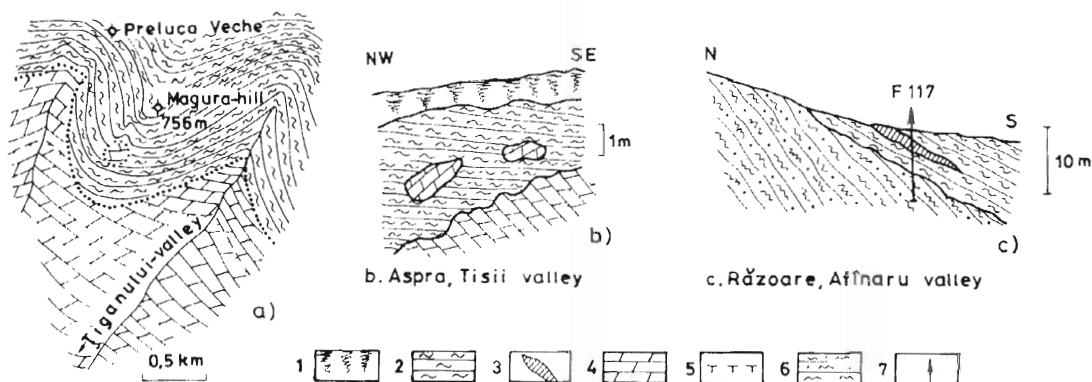 Preluca Veche
Magura-hill
756m
Ţiganului-valley
0,5 km
a)
NW
SE
1m
b)
b. Aspra, Tisii valley
N
F 117
S
10 m
c)
c. Răzoare, Afînaru valley
1
2
3
4
5
6
7